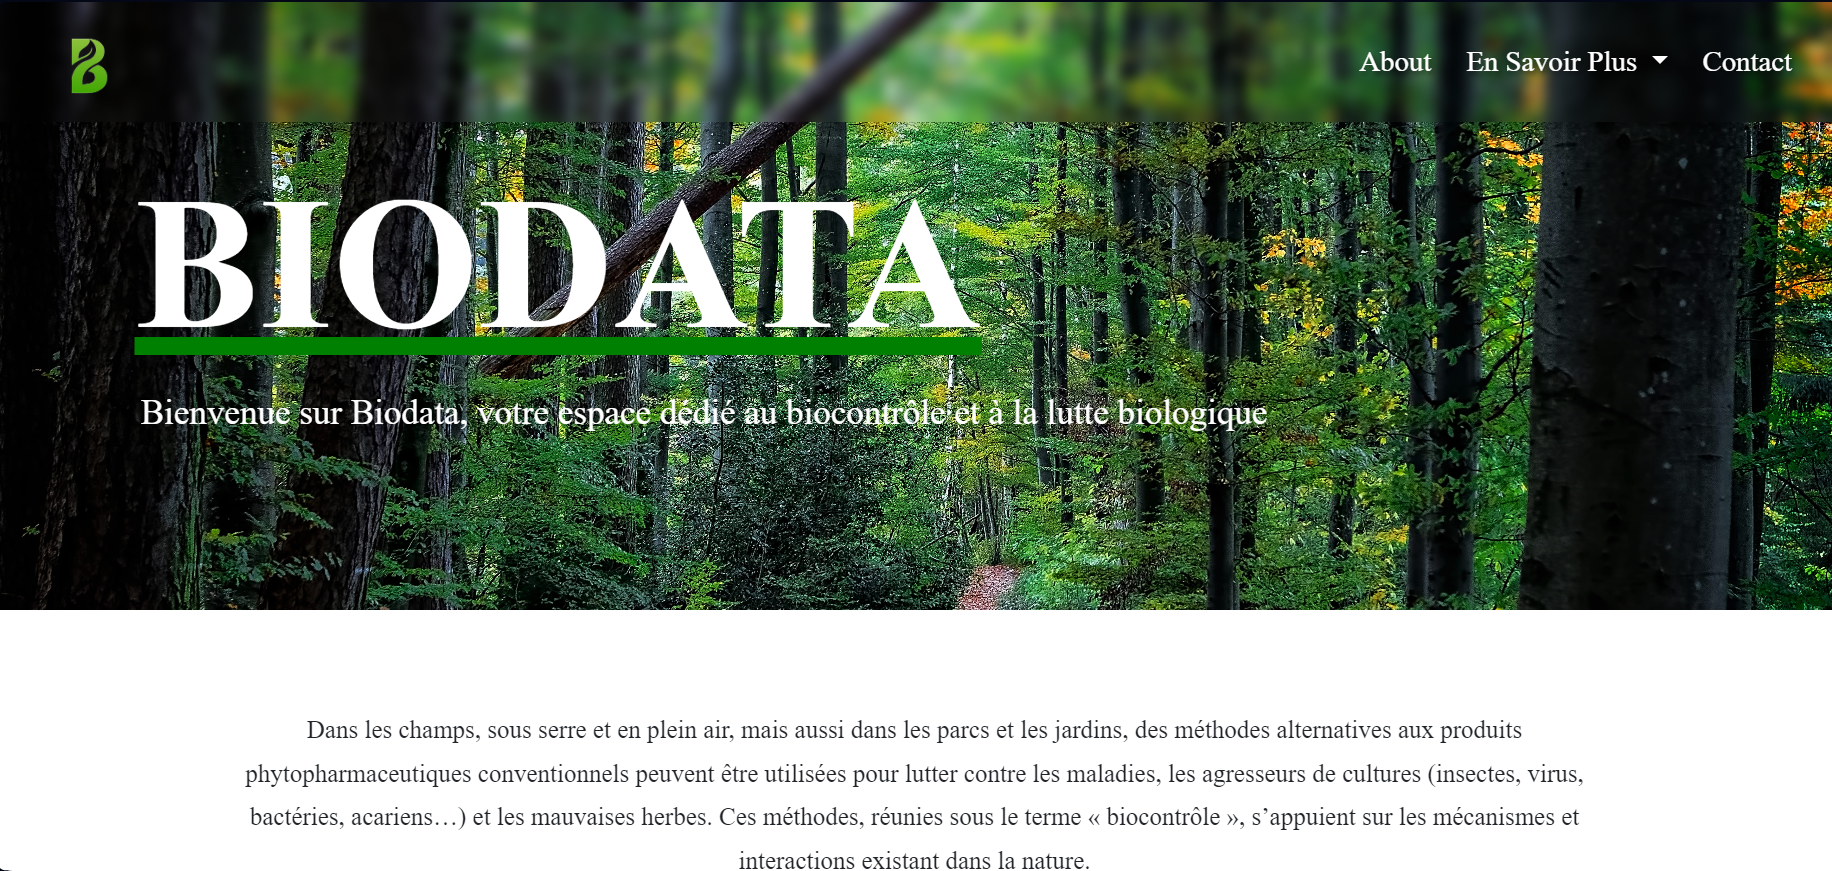 B
About En Savoir Plus Contact
BIODATA
Bienvenue sur Biodata, votre espace dédié au biocontrôle et à la lutte biologique
Dans les champs, sous serre et en plein air, mais aussi dans les parcs et les jardins, des méthodes alternatives aux produits
phytopharmaceutiques conventionnels peuvent être utilisées pour lutter contre les maladies, les agresseurs de cultures (insectes, virus,
bactéries, acariens…) et les mauvaises herbes. Ces méthodes, réunies sous le terme « biocontrôle », s’appuient sur les mécanismes et
interactions existant dans la nature.